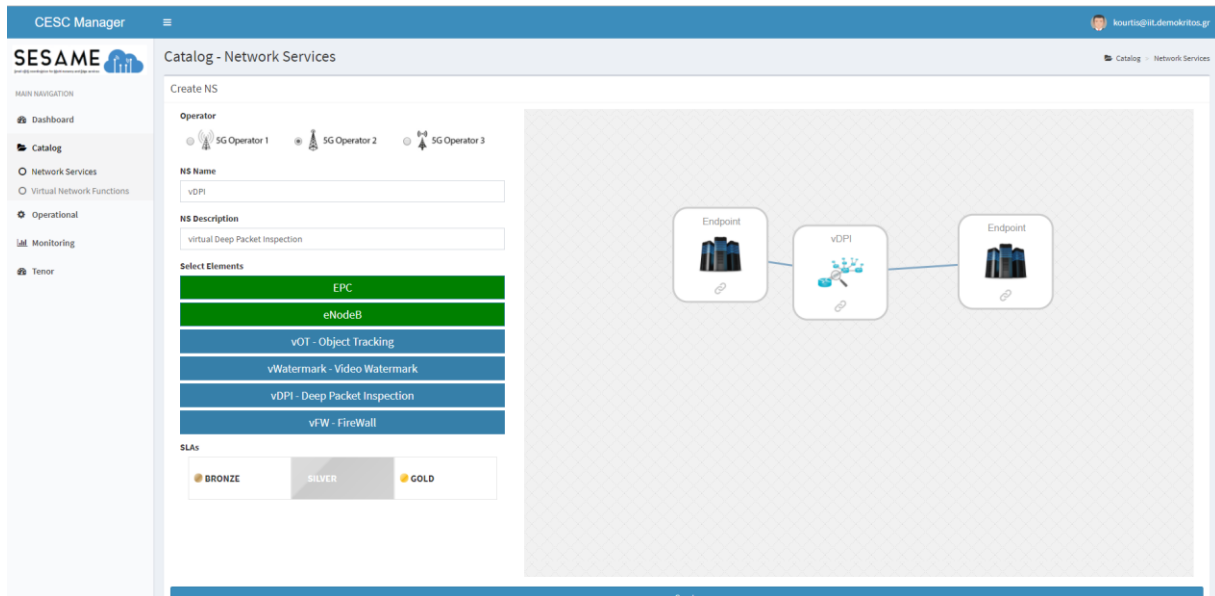 CESC Manager
kourtis@iit.demokritos.gr
SESAME
Catalog - Network Services
Catalog > Network Services
MAIN NAVIGATION
Dashboard
Catalog
Network Services
Virtual Network Functions
Operational
Monitoring
Tenor
Create NS
Operator
5G Operator 1
5G Operator 2
5G Operator 3
NS Name
vDPI
NS Description
virtual Deep Packet Inspection
Select Elements
EPC
eNodeB
vOT - Object Tracking
vWatermark - Video Watermark
vDPI - Deep Packet Inspection
vFW - FireWall
SLAs
BRONZE
SILVER
GOLD
Endpoint
vDPI
Endpoint